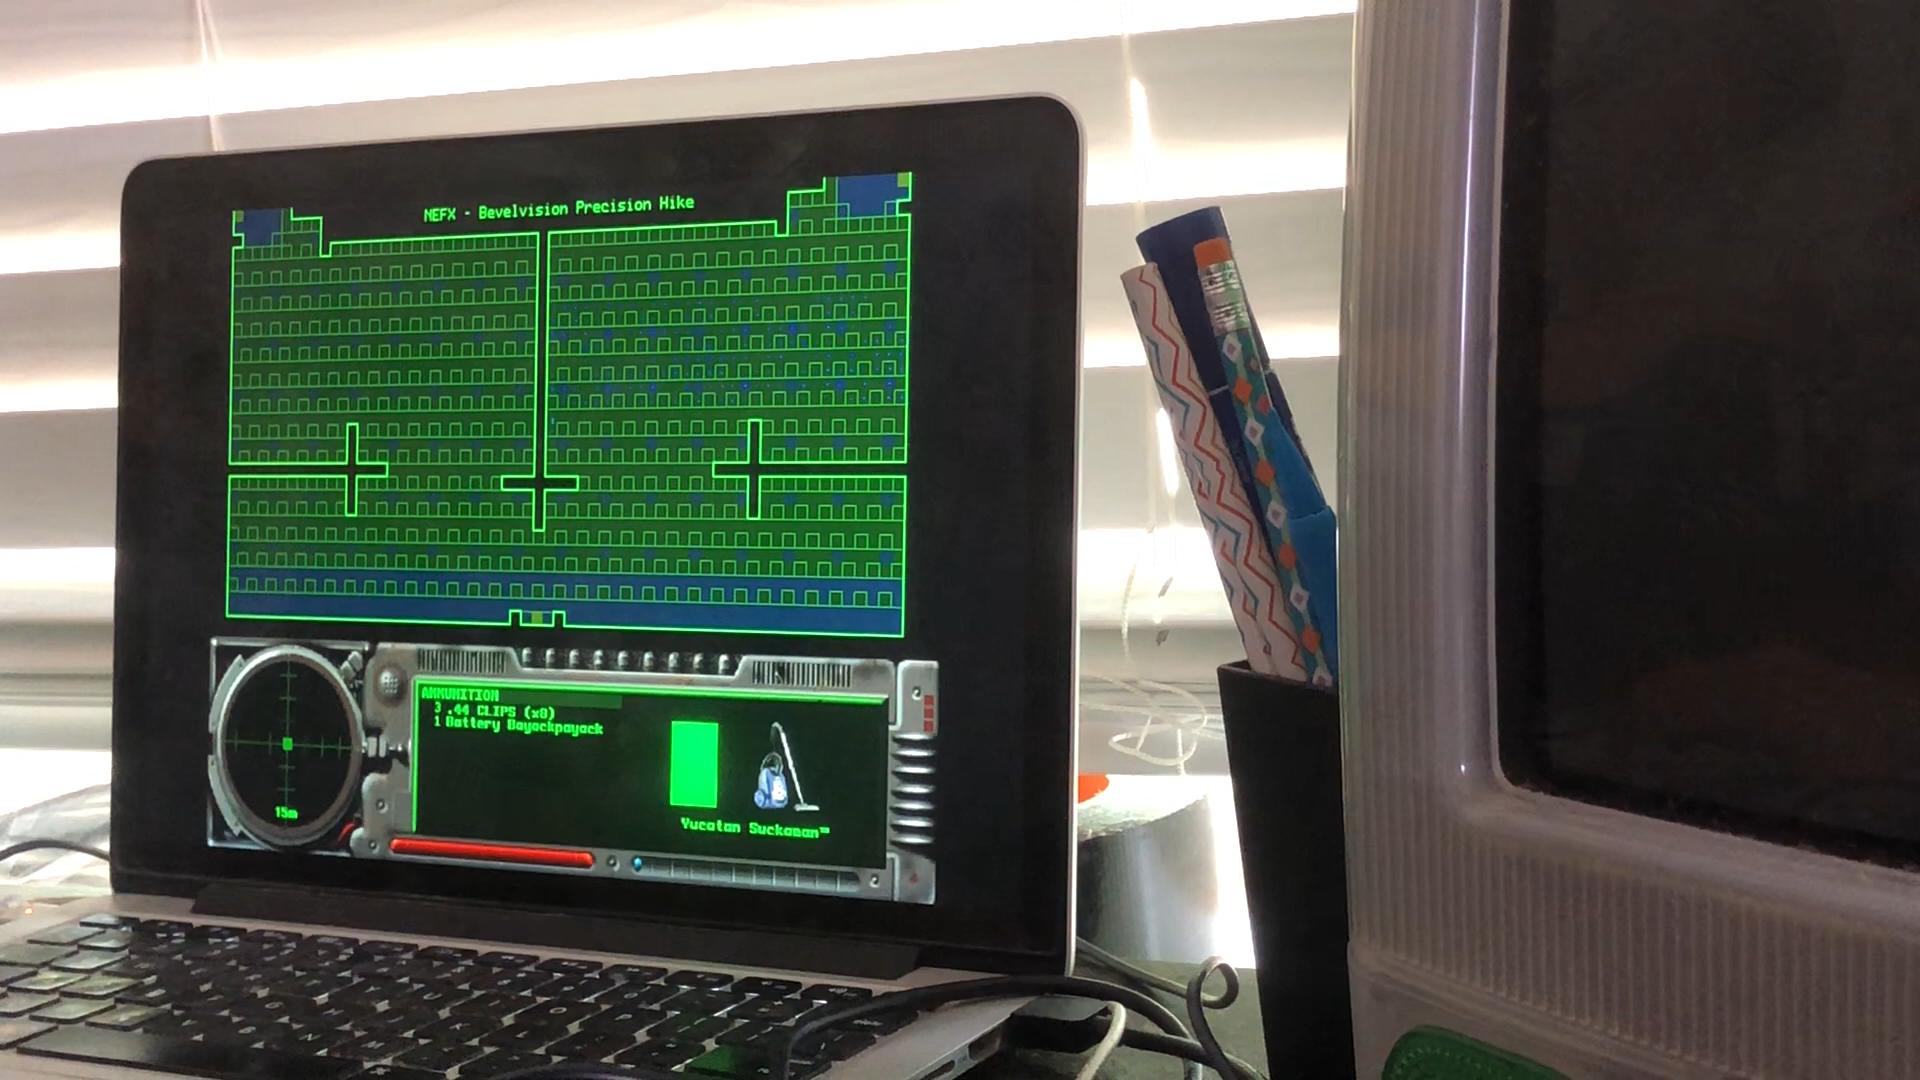 NEFX - Bevelvision Precision Hike
AMMUNITION
3 .44 CLIPS (x8)
1 Battery Bayackpayack
Yucatan Suckaman™
15m